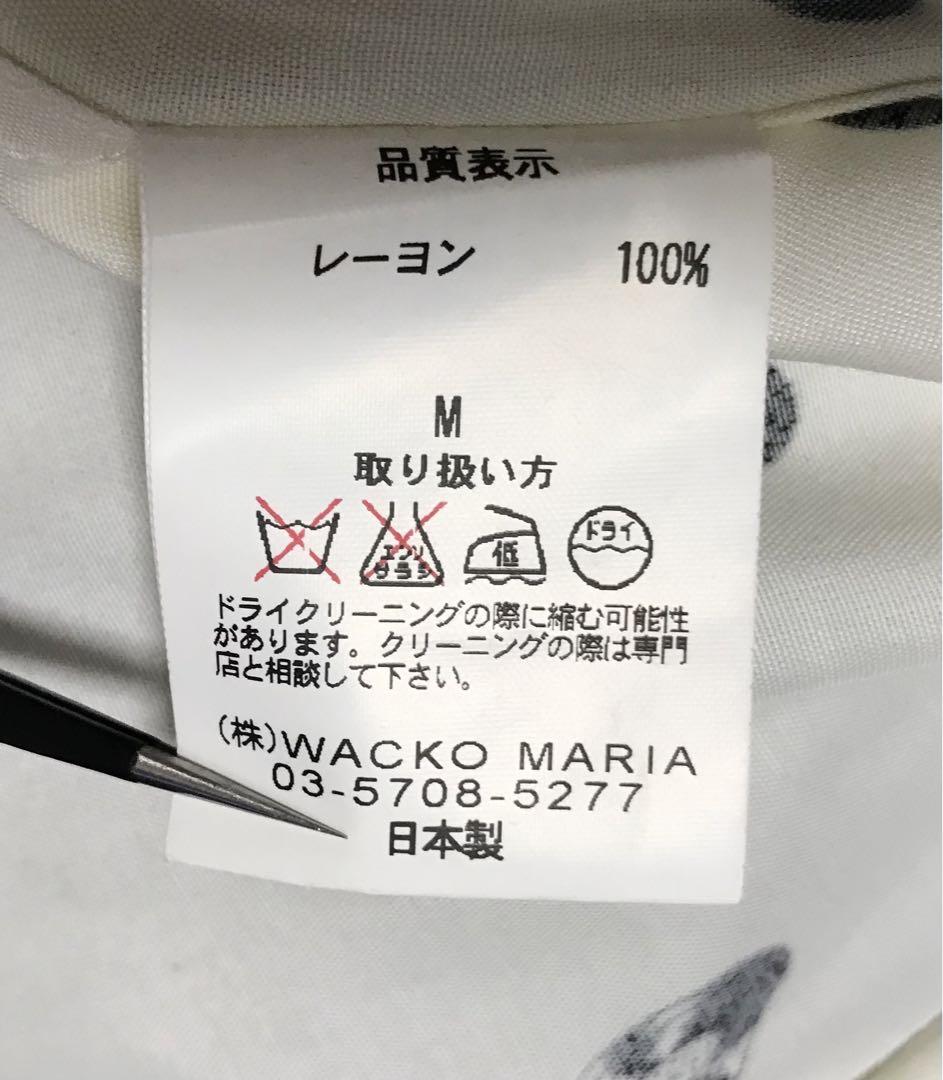 品質表示
レーヨン 100%
M
取り扱い方
エンソ
サラシ
低
ドライ
ドライクリーニングの際に縮む可能性
があります。クリーニングの際は専門
店と相談して下さい。
(株)WACKO MARIA
03-5708-5277
日本製